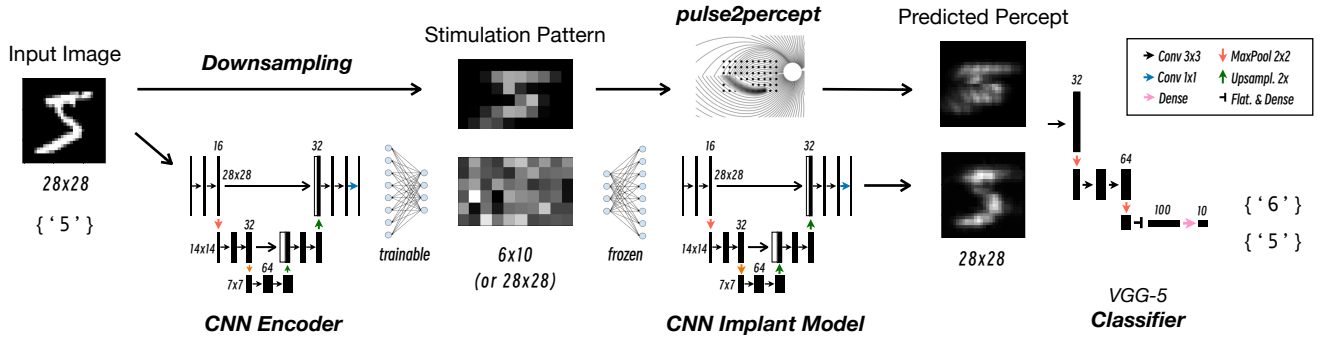 Input Image
28x28
{‘5’}
Downsampling
Stimulation Pattern
pulse2percept
Predicted Percept
Conv 3x3
MaxPool 2x2
Conv 1x1
Upsampl. 2x
Dense
Flat. & Dense
16
28x28
32
14x14
32
7x7
64
CNN Encoder
trainable
6x10
(or 28x28)
frozen
16
28x28
32
14x14
32
7x7
64
CNN Implant Model
28x28
32
64
100
10
{‘6’}
{‘5’}
VGG-5
Classifier